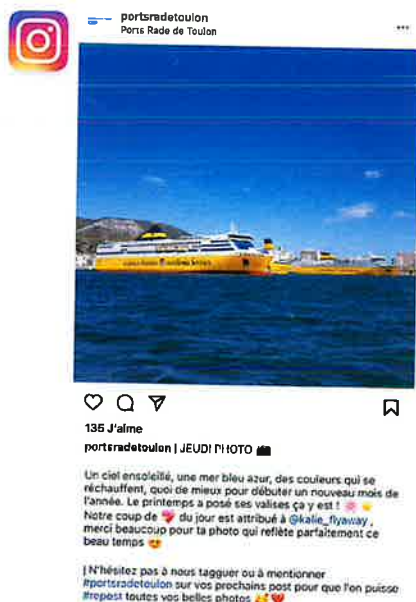 portsradetoulon
Ports Rade de Toulon
135 J'aime
portsradetoulon | JEUDI PHOTO 📷
Un ciel ensoleillé, une mer bleu azur, des couleurs qui se
réchauffent, quoi de mieux pour débuter un nouveau mois de
l'année. Le printemps a posé ses valises ça y est ! 🌸 ☀️
Notre coup de 💘 du jour est attribué à @kalie_flyaway ,
merci beaucoup pour ta photo qui reflète parfaitement ce
beau temps 😍
| N'hésitez pas à nous tagguer ou à mentionner
#portsradetoulon sur vos prochains post pour que l'on puisse
#repost toutes vos belles photos 🥰 ❤️